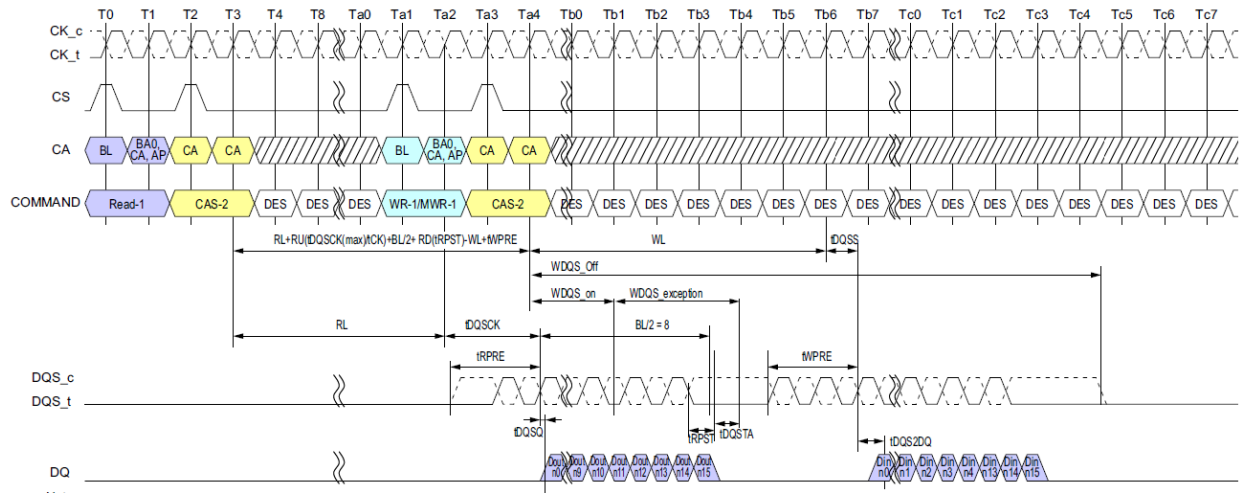 T0 T1 T2 T3 T4 T8 Ta0 Ta1 Ta2 Ta3 Ta4 Tb0 Tb1 Tb2 Tb3 Tb4 Tb5 Tb6 Tb7 Tc0 Tc1 Tc2 Tc3 Tc4 Tc5 Tc6 Tc7
CK_c
CK_t
CS
CA BL BA0, CA, AP CA CA BL BA0, CA, AP CA CA
COMMAND Read-1 CAS-2 DES DES DES WR-1/MWR-1 CAS-2 DES DES DES DES DES DES DES DES DES DES DES DES DES DES DES DES
RL+RU(tDQSCK(max)/tCK)+BL/2+ RD(tRPST)-WL+tWPRE WL tDQSS
WDQS_Off
WDQS_on WDQS_exception
RL tDQSCK BL/2 = 8
tRPRE tWPRE
DQS_c
DQS_t
tDQSQ tRPST tDQSTA tDQS2DQ
DQ Dout n0 Dout n9 Dout n10 Dout n11 Dout n12 Dout n13 Dout n14 Dout n15 Din n0 Din n1 Din n2 Din n3 Din n4 Din n13 Din n14 Din n15